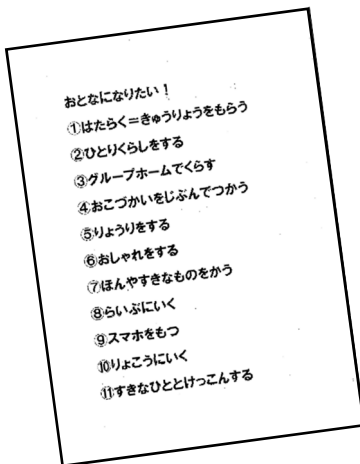 おとなになりたい！
①はたらく＝きゅうりょうをもらう
②ひとりくらしをする
③グループホームでくらす
④おこづかいをじぶんでつかう
⑤りょうりをする
⑥おしゃれをする
⑦ほんやすきなものをかう
⑧らいぶにいく
⑨スマホをもつ
⑩りょこうにいく
⑪すきなひととけっこんする